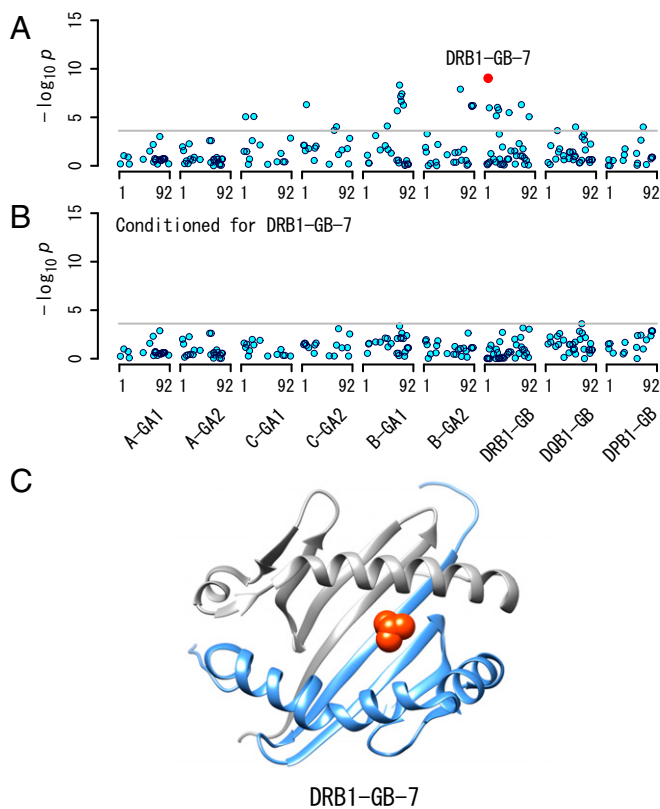 A
15
10
5
0
− log10 p
DRB1−GB−7
1 92 1 92 1 92 1 92 1 92 1 92 1 92 1 92 1 92
B
Conditioned for DRB1−GB−7
15
10
5
0
− log10 p
1 92 1 92 1 92 1 92 1 92 1 92 1 92 1 92 1 92
A−GA1 A−GA2 C−GA1 C−GA2 B−GA1 B−GA2 DRB1−GB DQB1−GB DPB1−GB
C
DRB1−GB−7